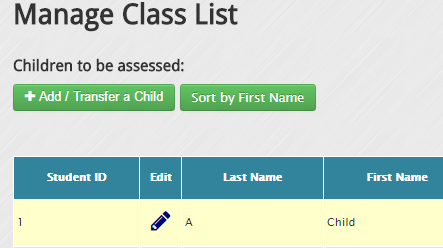 Manage Class List
Children to be assessed:
+ Add / Transfer a Child Sort by First Name
Student ID Edit Last Name First Name
1 A Child